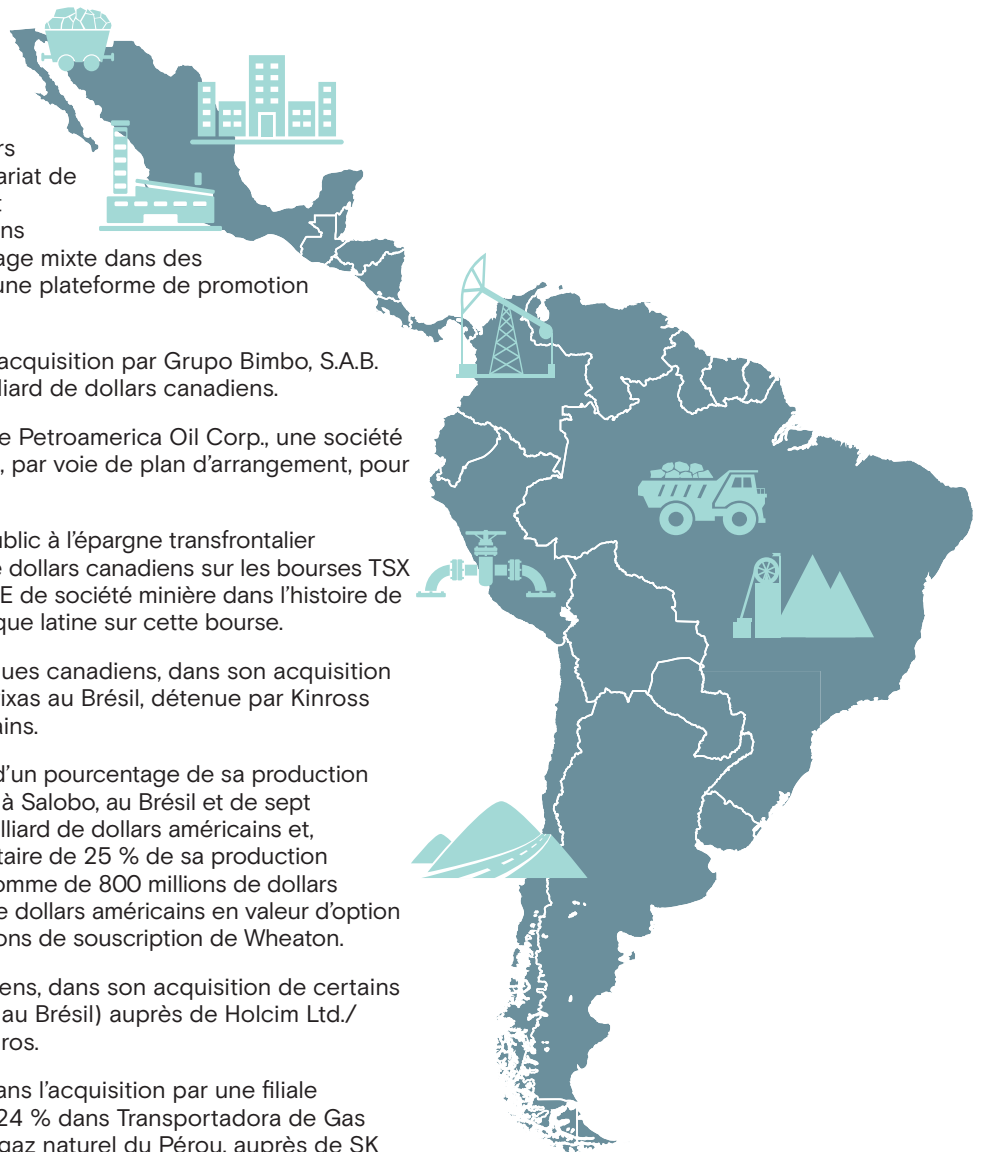 ariat de
age mixte dans des
une plateforme de promotion
acquisition par Grupo Bimbo, S.A.B.
liard de dollars canadiens.
e Petroamerica Oil Corp., une société
, par voie de plan d’arrangement, pour
ublic à l’épargne transfrontalier
e dollars canadiens sur les bourses TSX
E de société minière dans l’histoire de
que latine sur cette bourse.
ques canadiens, dans son acquisition
ixas au Brésil, détenue par Kinross
ains.
d’un pourcentage de sa production
à Salobo, au Brésil et de sept
lliard de dollars américains et,
taire de 25 % de sa production
omme de 800 millions de dollars
e dollars américains en valeur d’option
ons de souscription de Wheaton.
ens, dans son acquisition de certains
au Brésil) auprès de Holcim Ltd./
ros.
ans l’acquisition par une filiale
24 % dans Transportadora de Gas
gaz naturel du Pérou, auprès de SK